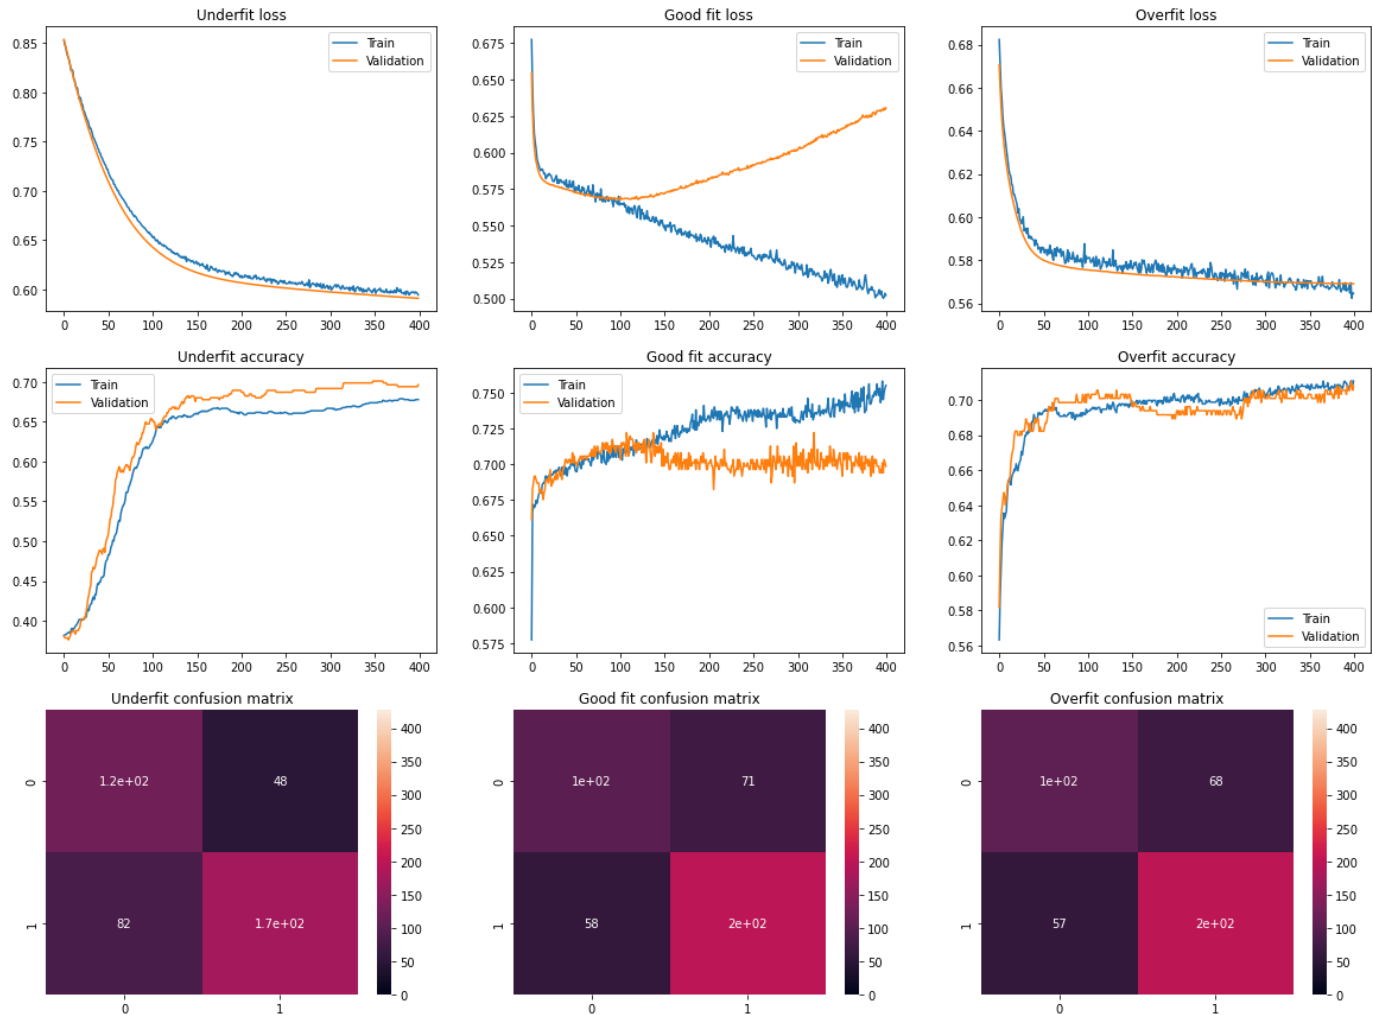 Underfit loss
0.85
0.80
0.75
0.70
0.65
0.60
Train
Validation
0 50 100 150 200 250 300 350 400
Good fit loss
0.675
0.650
0.625
0.600
0.575
0.550
0.525
0.500
Train
Validation
0 50 100 150 200 250 300 350 400
Overfit loss
0.68
0.66
0.64
0.62
0.60
0.58
0.56
Train
Validation
0 50 100 150 200 250 300 350 400
Underfit accuracy
0.70
0.65
0.60
0.55
0.50
0.45
0.40
Train
Validation
0 50 100 150 200 250 300 350 400
Good fit accuracy
0.750
0.725
0.700
0.675
0.650
0.625
0.600
0.575
Train
Validation
0 50 100 150 200 250 300 350 400
Overfit accuracy
0.70
0.68
0.66
0.64
0.62
0.60
0.58
0.56
Train
Validation
0 50 100 150 200 250 300 350 400
Underfit confusion matrix
0
1.2e+02 48
1
82 1.7e+02
0 1
400
350
300
250
200
150
100
50
0
Good fit confusion matrix
0
1e+02 71
1
58 2e+02
0 1
400
350
300
250
200
150
100
50
0
Overfit confusion matrix
0
1e+02 68
1
57 2e+02
0 1
400
350
300
250
200
150
100
50
0